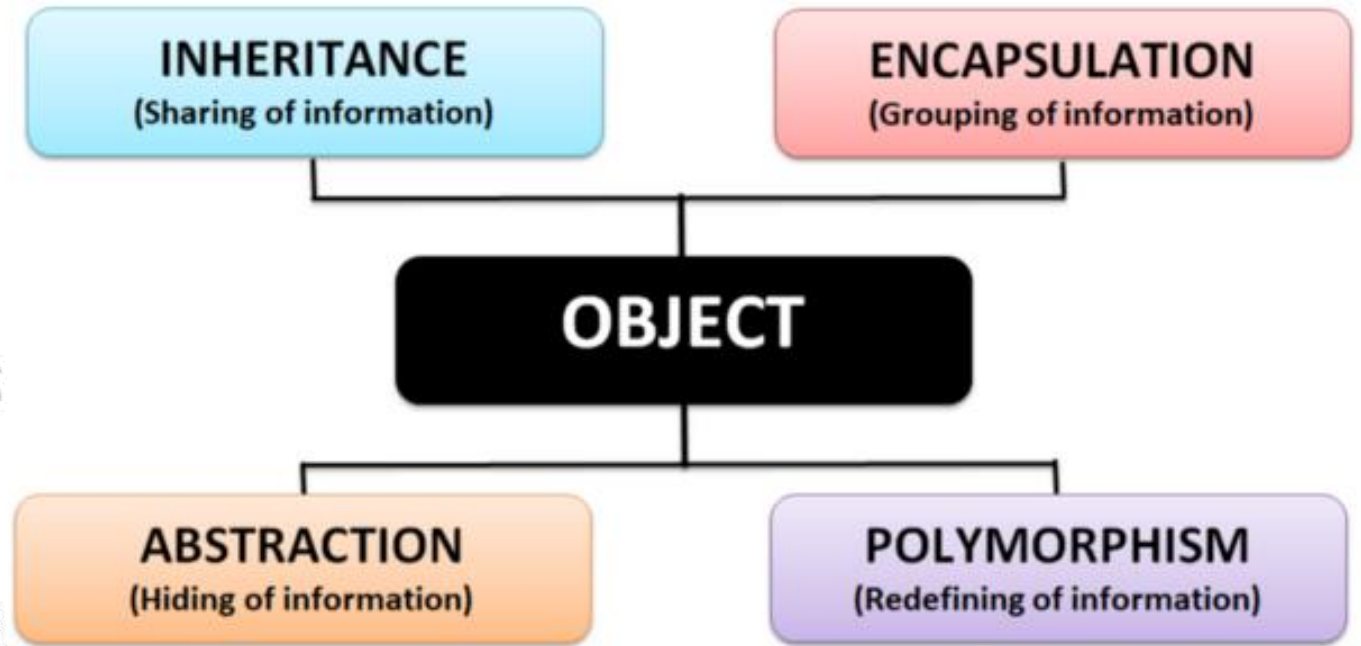 INHERITANCE
(Sharing of information)
ENCAPSULATION
(Grouping of information)
OBJECT
ABSTRACTION
(Hiding of information)
POLYMORPHISM
(Redefining of information)